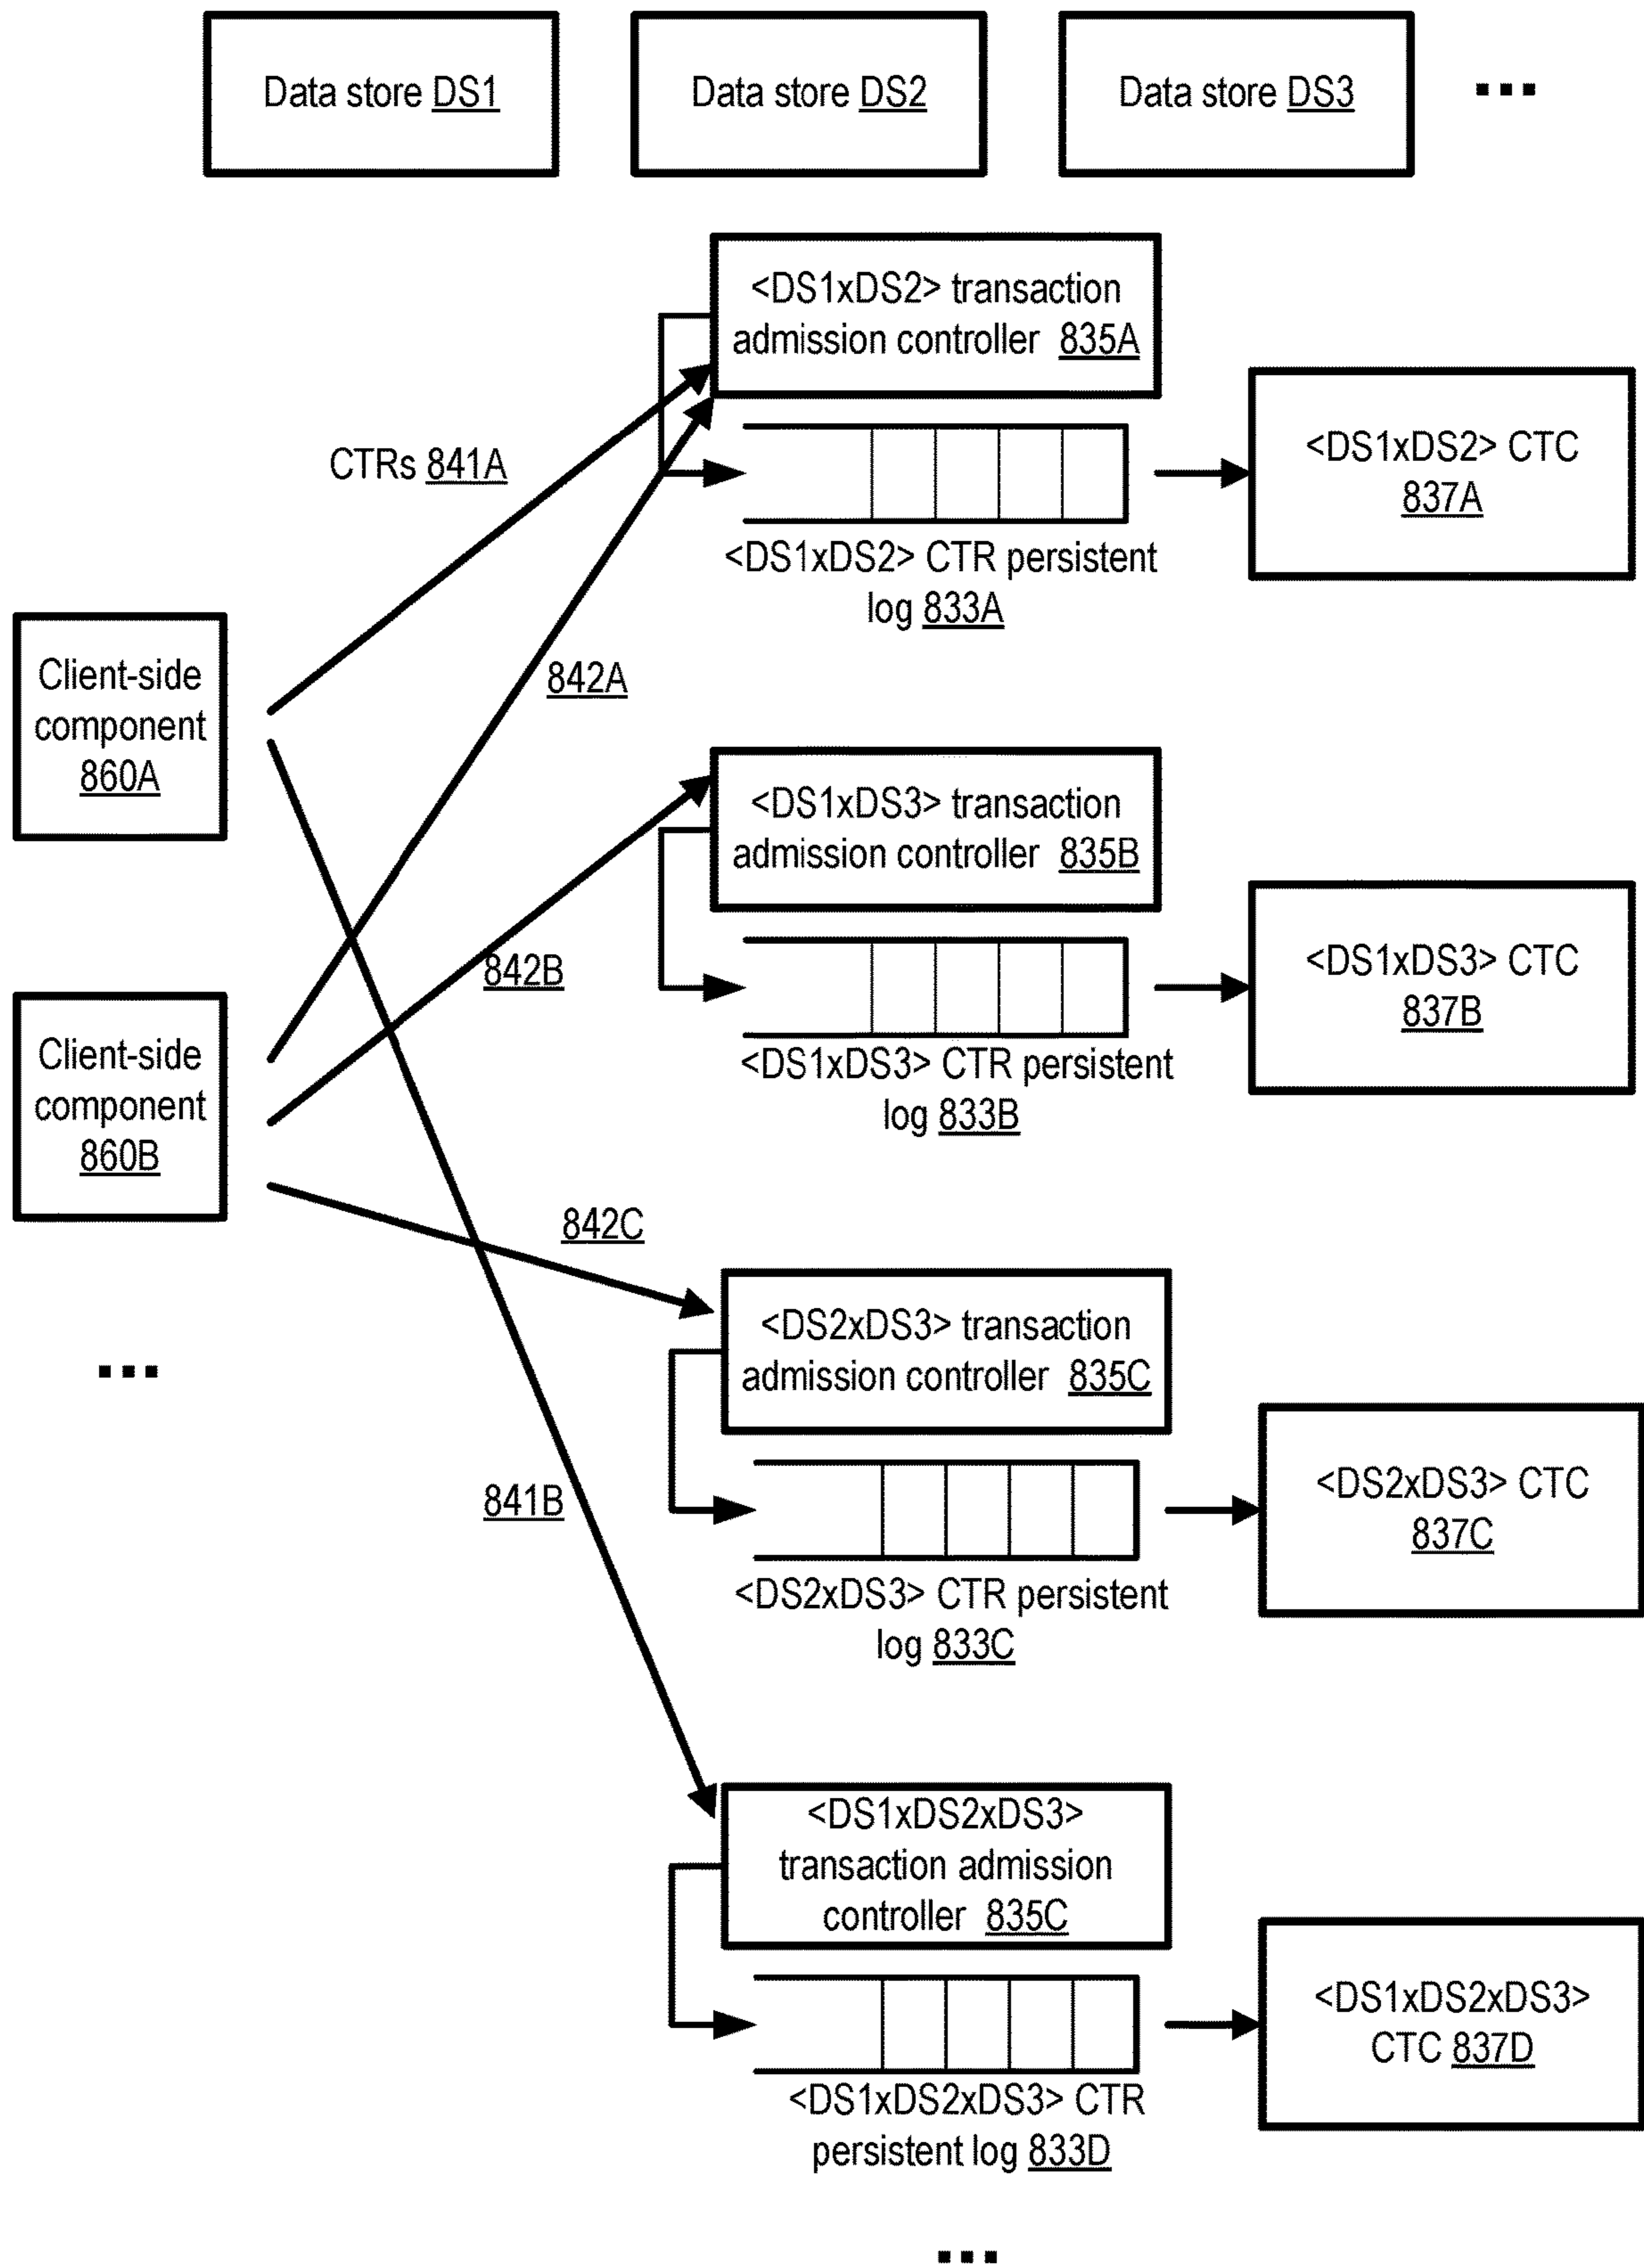 Data store DS1
Data store DS2
Data store DS3
...
<DS1xDS2> transaction
admission controller 835A
CTRs 841A
<DS1xDS2> CTC
837A
<DS1xDS2> CTR persistent
log 833A
Client-side
component
860A
842A
<DS1xDS3> transaction
admission controller 835B
842B
<DS1xDS3> CTC
837B
<DS1xDS3> CTR persistent
log 833B
Client-side
component
860B
842C
...
<DS2xDS3> transaction
admission controller 835C
841B
<DS2xDS3> CTC
837C
<DS2xDS3> CTR persistent
log 833C
<DS1xDS2xDS3>
transaction admission
controller 835C
<DS1xDS2xDS3>
CTC 837D
<DS1xDS2xDS3> CTR
persistent log 833D
...